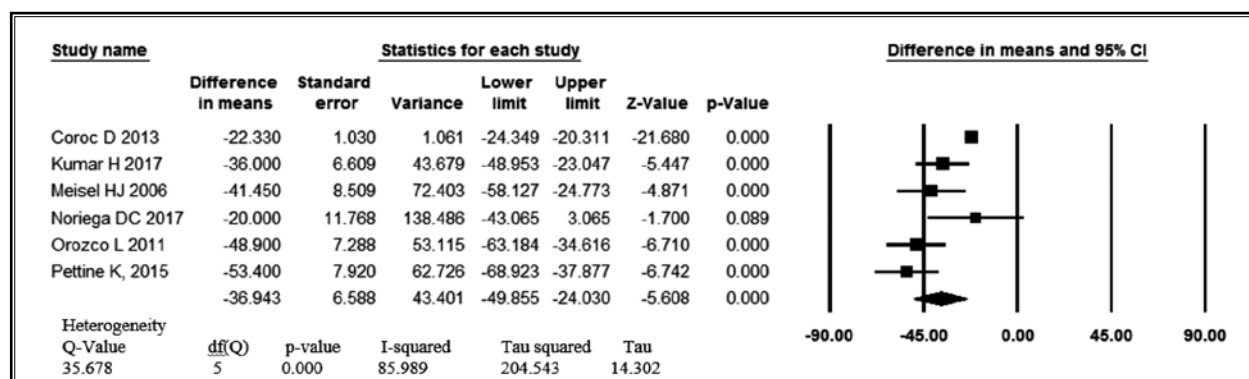 Study name Statistics for each study Difference in means and 95% CI
Difference Standard Lower Upper
in means error Variance limit limit Z-Value p-Value
Coroc D 2013 -22.330 1.030 1.061 -24.349 -20.311 -21.680 0.000
Kumar H 2017 -36.000 6.609 43.679 -48.953 -23.047 -5.447 0.000
Meisel HJ 2006 -41.450 8.509 72.403 -58.127 -24.773 -4.871 0.000
Noriega DC 2017 -20.000 11.768 138.486 -43.065 3.065 -1.700 0.089
Orozco L 2011 -48.900 7.288 53.115 -63.184 -34.616 -6.710 0.000
Pettine K, 2015 -53.400 7.920 62.726 -68.923 -37.877 -6.742 0.000
-36.943 6.588 43.401 -49.855 -24.030 -5.608 0.000
-90.00 -45.00 0.00 45.00 90.00
Heterogeneity
Q-Value df(Q) p-value I-squared Tau squared Tau
35.678 5 0.000 85.989 204.543 14.302